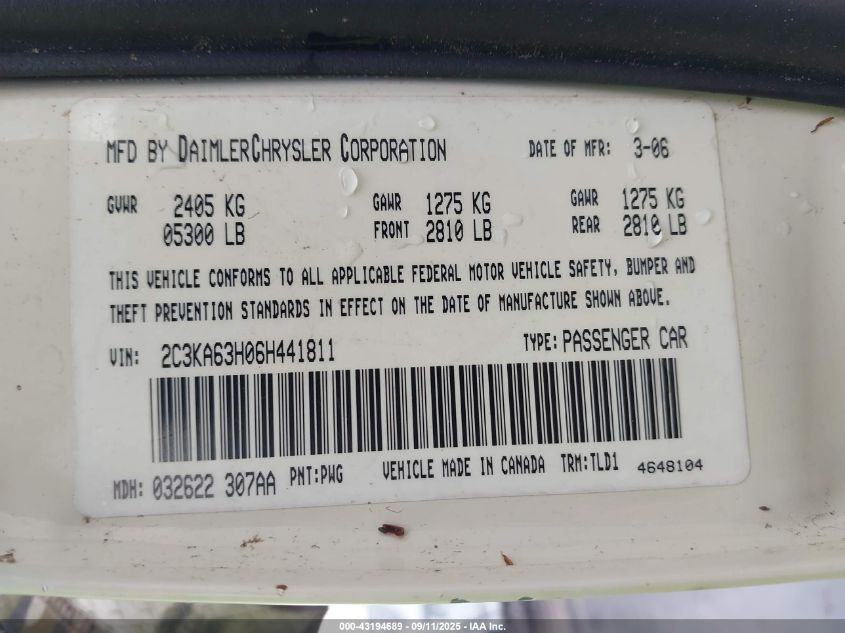 MFD BY DAIMLERCHRYSLER CORPORATION DATE OF MFR: 3-06
GVWR 2405 KG GAWR 1275 KG GAWR 1275 KG
05300 LB FRONT 2810 LB REAR 2810 LB
THIS VEHICLE CONFORMS TO ALL APPLICABLE FEDERAL MOTOR VEHICLE SAFETY, BUMPER AND
THEFT PREVENTION STANDARDS IN EFFECT ON THE DATE OF MANUFACTURE SHOWN ABOVE.
VIN: 2C3KA63H06H441811 TYPE: PASSENGER CAR
MDH: 032622 307AA PNT:PWG VEHICLE MADE IN CANADA TRM:TLD1 4648104
000-43194689 - 09/11/2025 - IAA Inc.